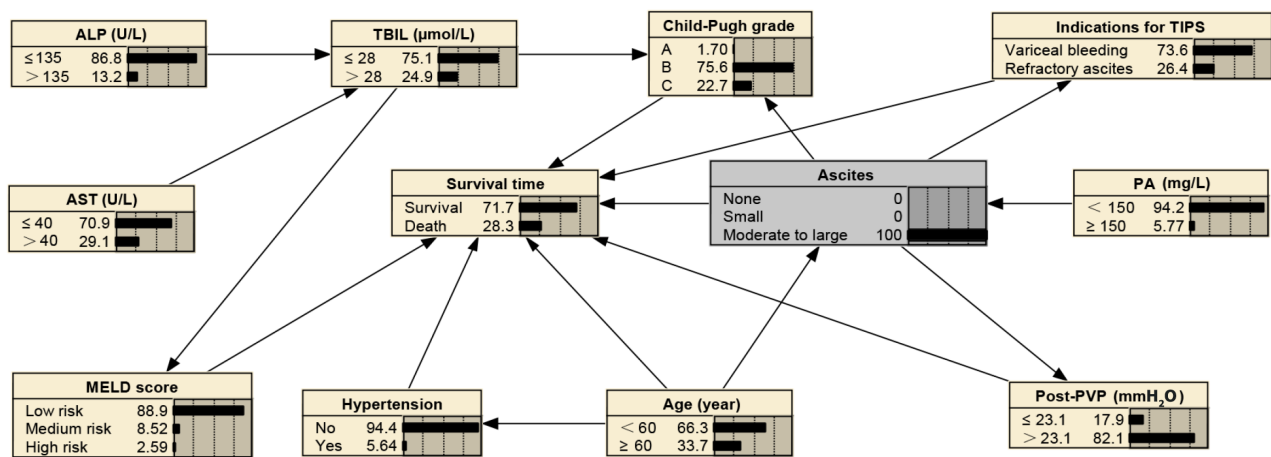 ALP (U/L)
≤135 86.8
＞135 13.2
TBIL (μmol/L)
≤ 28 75.1
＞28 24.9
Child-Pugh grade
A 1.70
B 75.6
C 22.7
Indications for TIPS
Variceal bleeding 73.6
Refractory ascites 26.4
AST (U/L)
≤ 40 70.9
＞40 29.1
Survival time
Survival 71.7
Death 28.3
Ascites
None 0
Small 0
Moderate to large 100
PA (mg/L)
＜ 150 94.2
≥ 150 5.77
MELD score
Low risk 88.9
Medium risk 8.52
High risk 2.59
Hypertension
No 94.4
Yes 5.64
Age (year)
＜60 66.3
≥ 60 33.7
Post-PVP (mmH₂O)
≤ 23.1 17.9
＞23.1 82.1